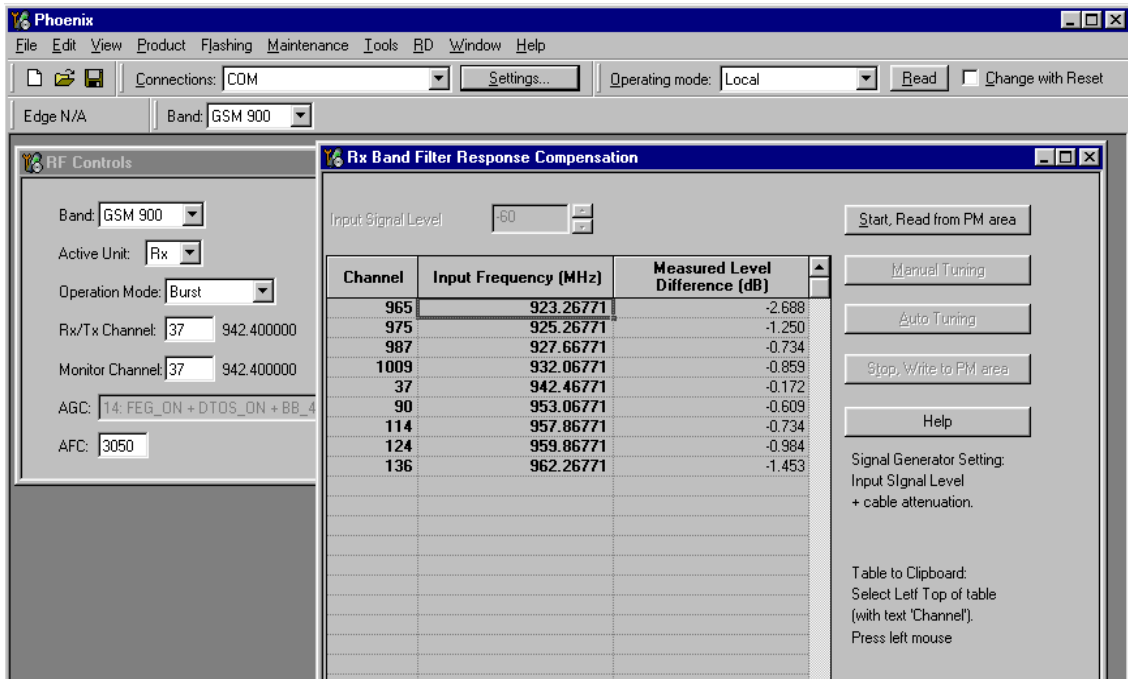 Phoenix
File Edit View Product Flashing Maintenance Tools RD Window Help
Connections: COM Settings... Operating mode: Local Read Change with Reset
Edge N/A Band: GSM 900
RF Controls
Band: GSM 900
Active Unit: Rx
Operation Mode: Burst
Rx/Tx Channel: 37 942.400000
Monitor Channel: 37 942.400000
AGC: 14: FEG_ON + DTOS_ON + BB_4
AFC: 3050
Rx Band Filter Response Compensation
Input Signal Level -60
Channel Input Frequency (MHz) Measured Level Difference (dB)
965 923.26771 -2.688
975 925.26771 -1.250
987 927.66771 -0.734
1009 932.06771 -0.859
37 942.46771 -0.172
90 953.06771 -0.609
114 957.86771 -0.734
124 959.86771 -0.984
136 962.26771 -1.453
Start, Read from PM area
Manual Tuning
Auto Tuning
Stop, Write to PM area
Help
Signal Generator Setting:
Input SIgnal Level
+ cable attenuation.
Table to Clipboard:
Select Letf Top of table
(with text 'Channel').
Press left mouse